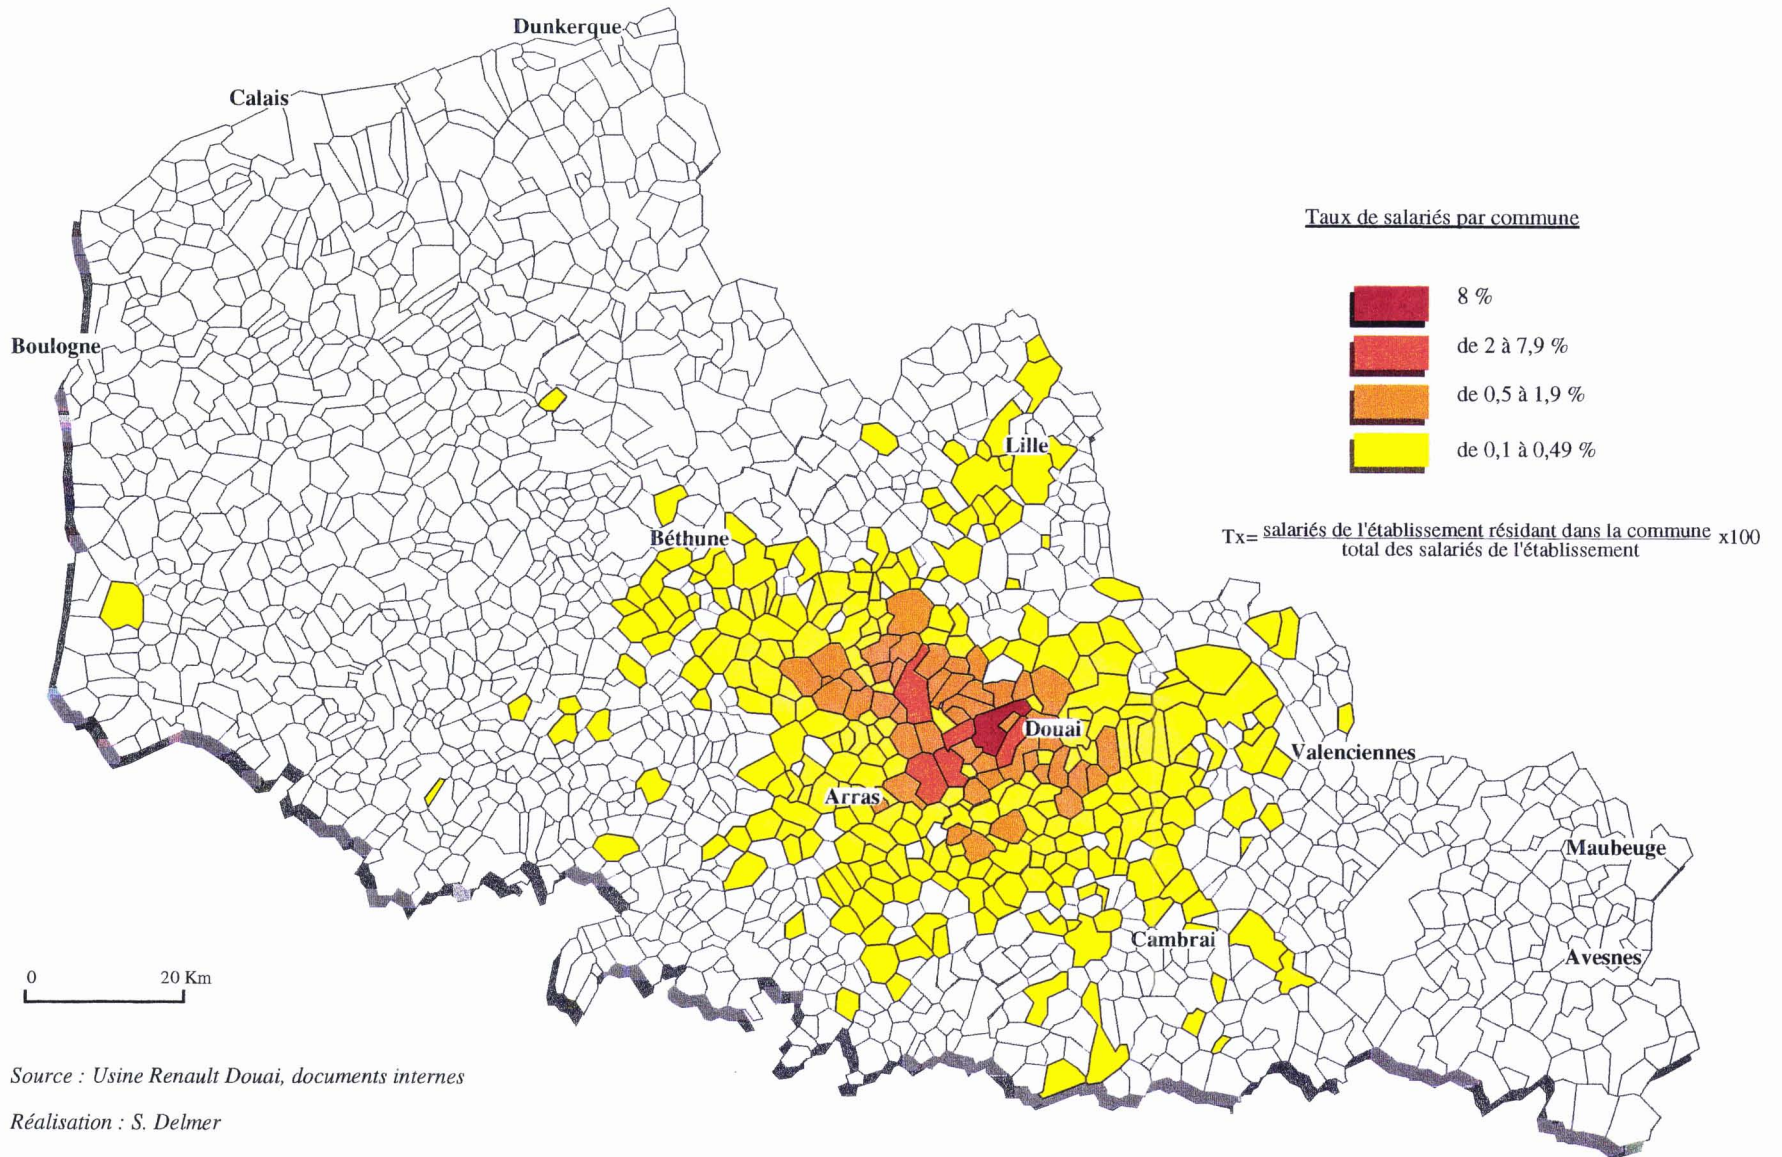 Dunkerque
Calais
Boulogne
Lille
Béthune
Douai
Arras
Valenciennes
Maubeuge
Cambrai
Avesnes
Taux de salariés par commune
8 %
de 2 à 7,9 %
de 0,5 à 1,9 %
de 0,1 à 0,49 %
Tx= salariés de l'établissement résidant dans la commune x100
total des salariés de l'établissement
0 20 Km
Source : Usine Renault Douai, documents internes
Réalisation : S. Delmer